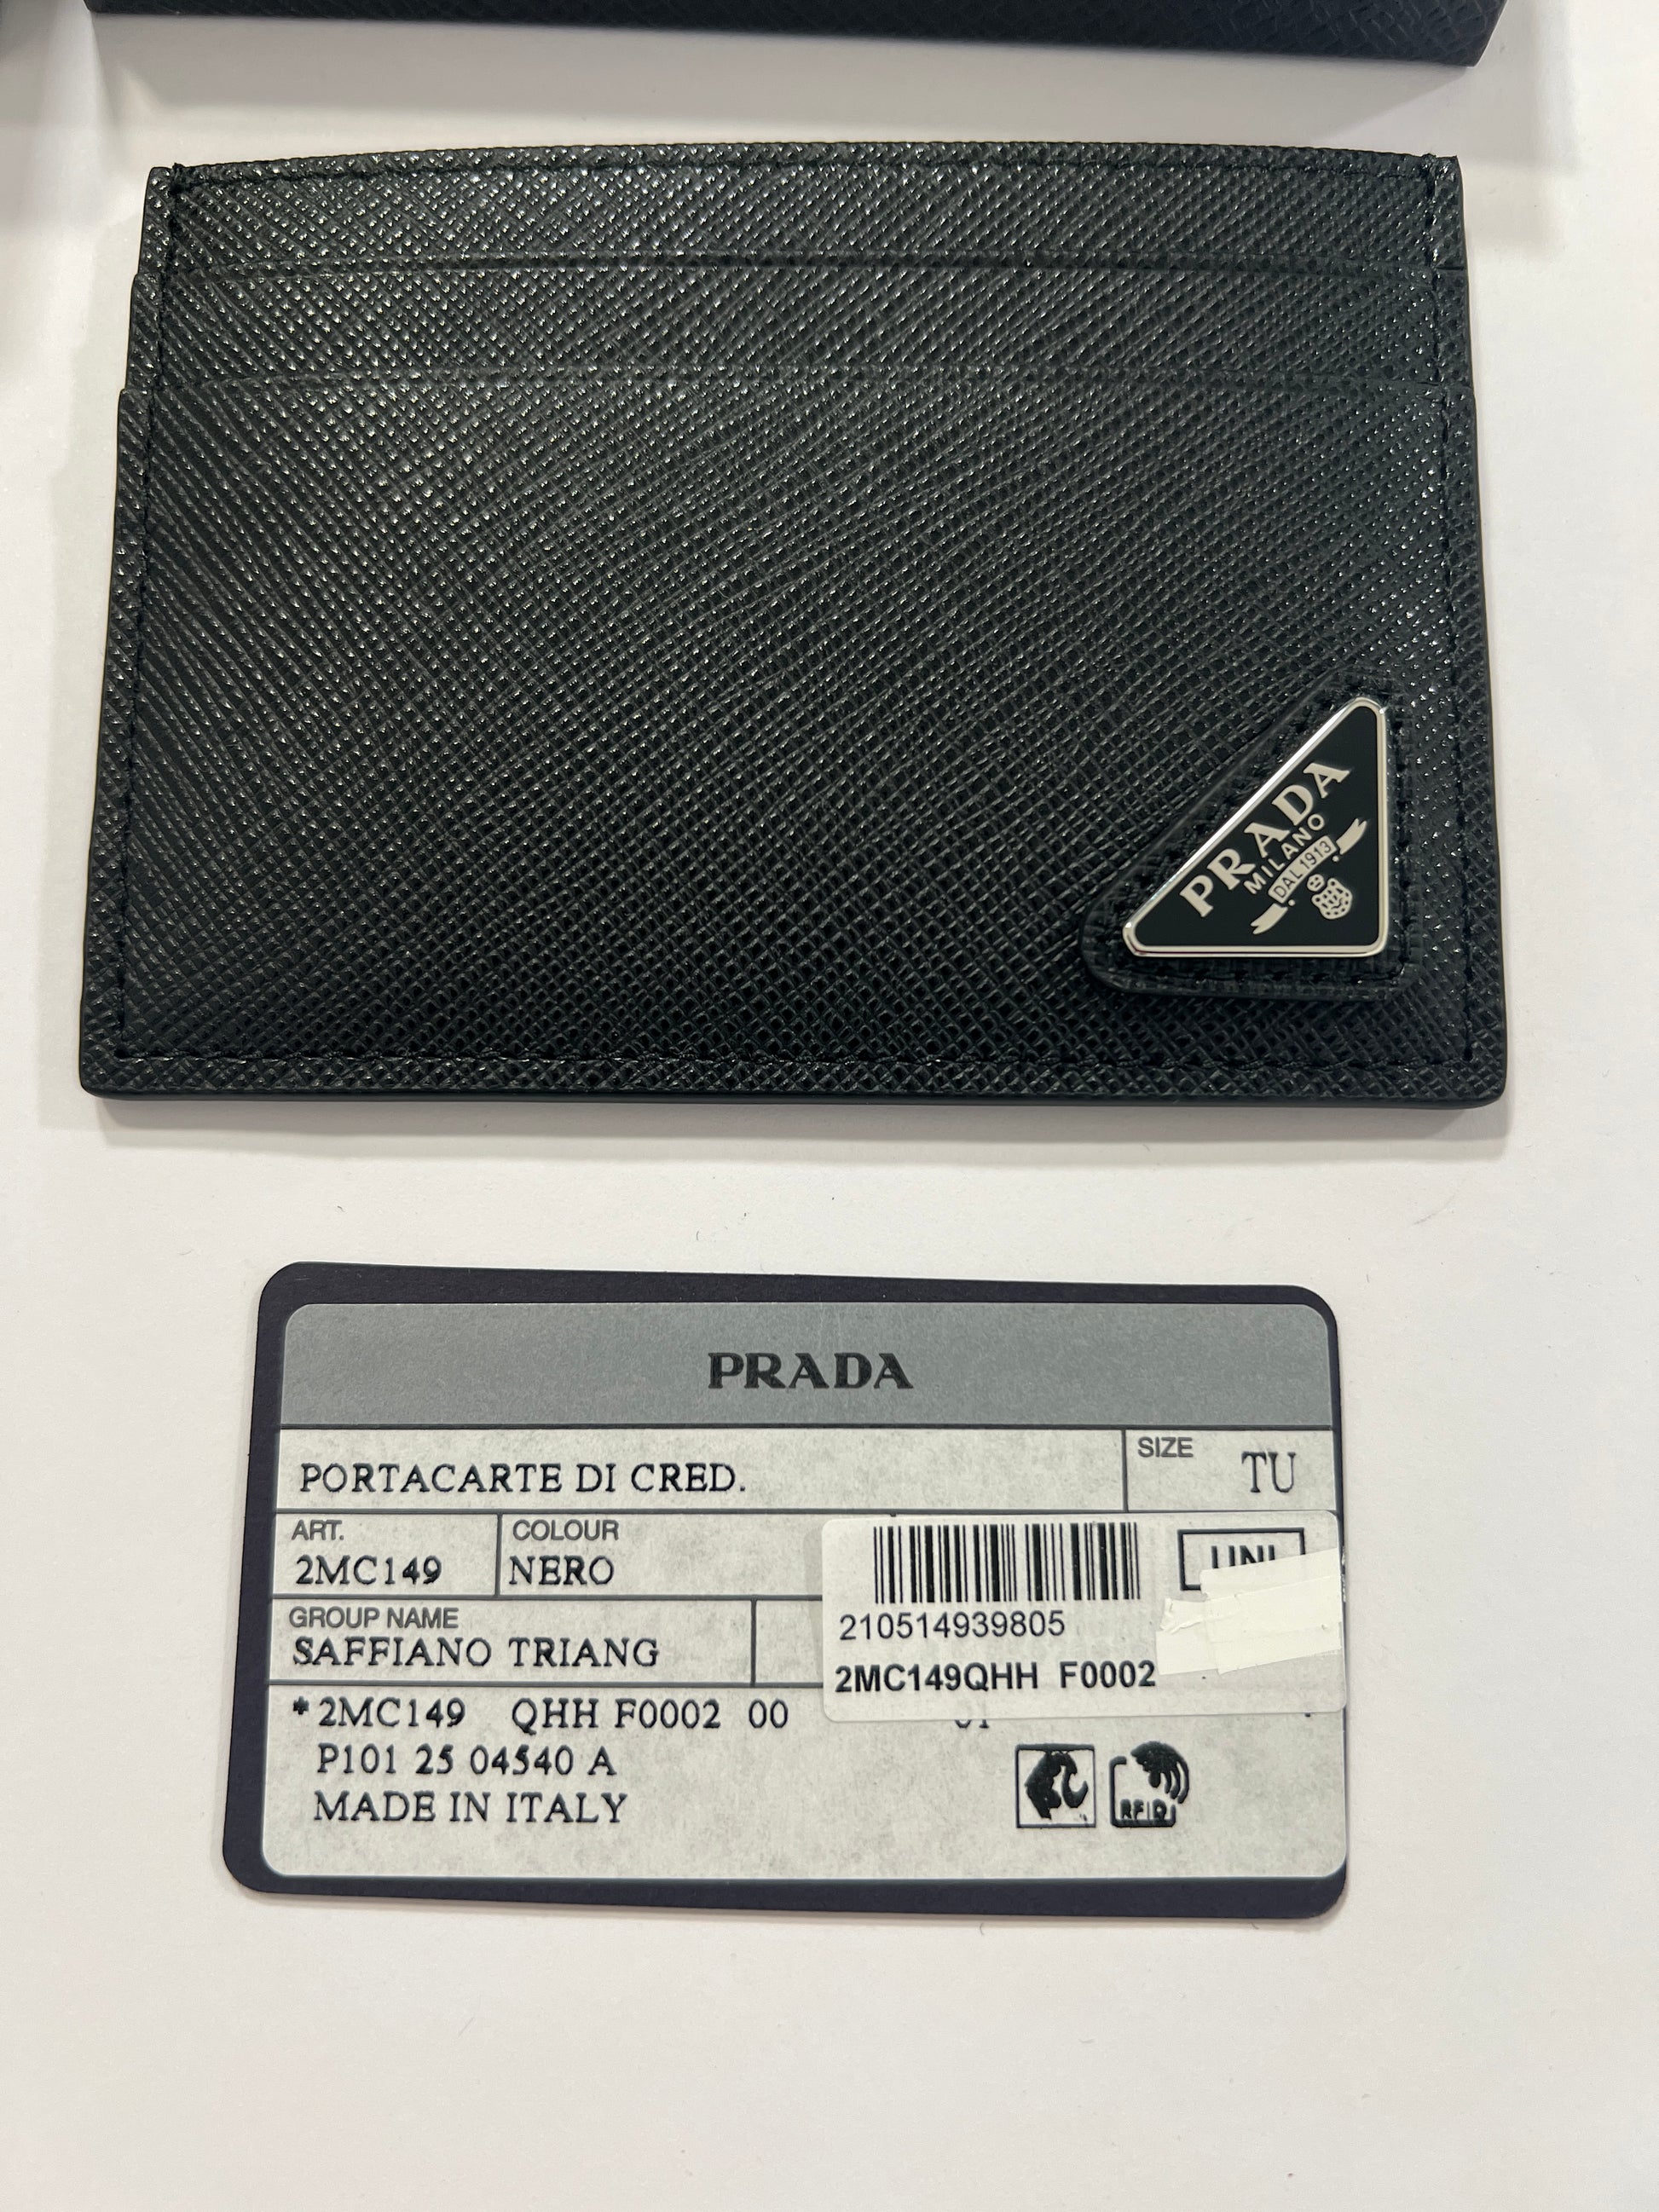 PRADA
MILANO
DAL 1913
PRADA
PORTACARTE DI CRED.
SIZE TU
ART. COLOUR
2MC149 NERO
GROUP NAME
SAFFIANO TRIANG
210514939805
2MC149QHH F0002
*2MC149 QHH F0002 00
P101 25 04540 A
MADE IN ITALY
RFID